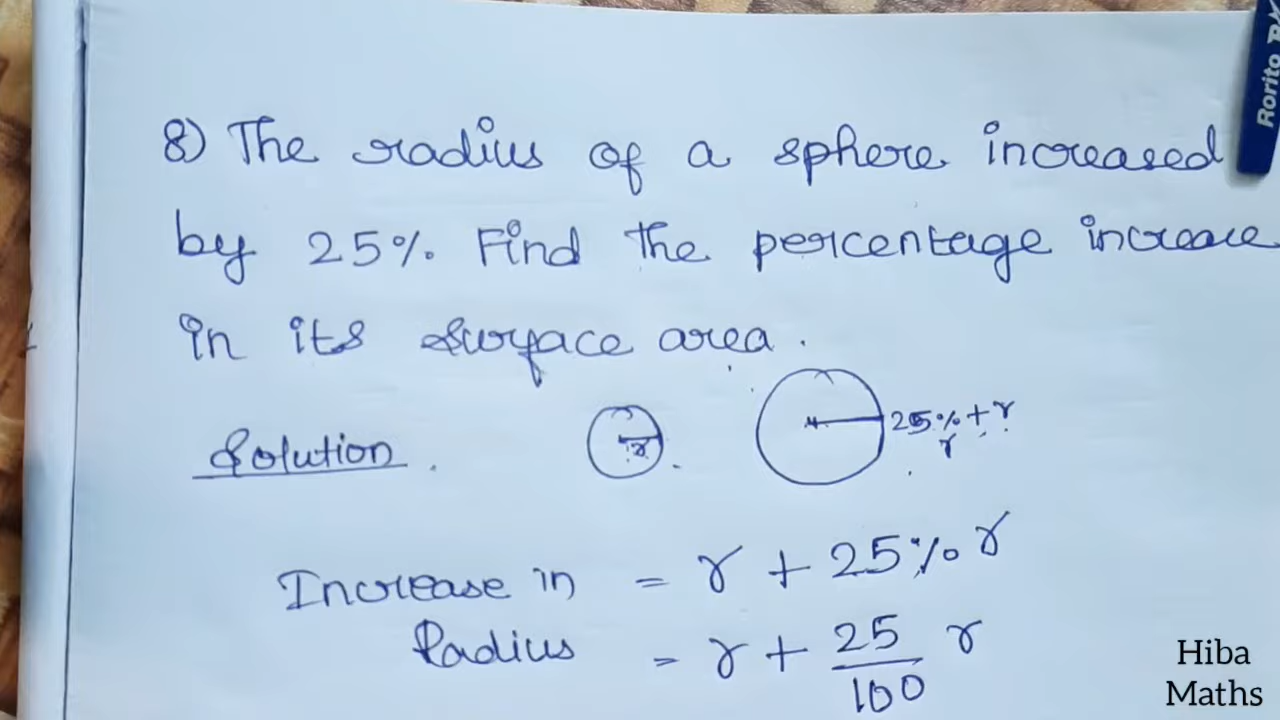 8) The radius of a sphere increased
by 25%. Find the percentage increase
in its surface area.
Solution.
r
25% r + r
Increase in = r + 25% r
Radius = r + 25/100 r
Rorito
Hiba
Maths